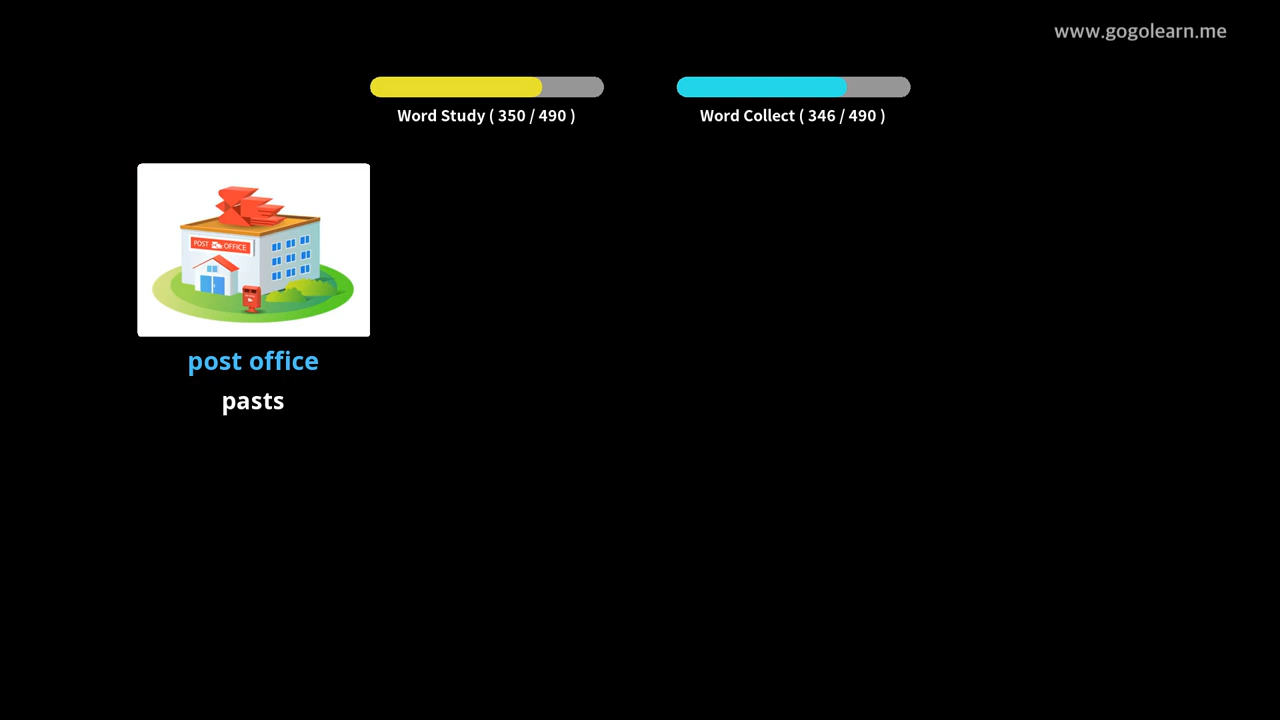 www.gogolearn.me
Word Study ( 350 / 490 )
Word Collect ( 346 / 490 )
POST OFFICE
post office
pasts